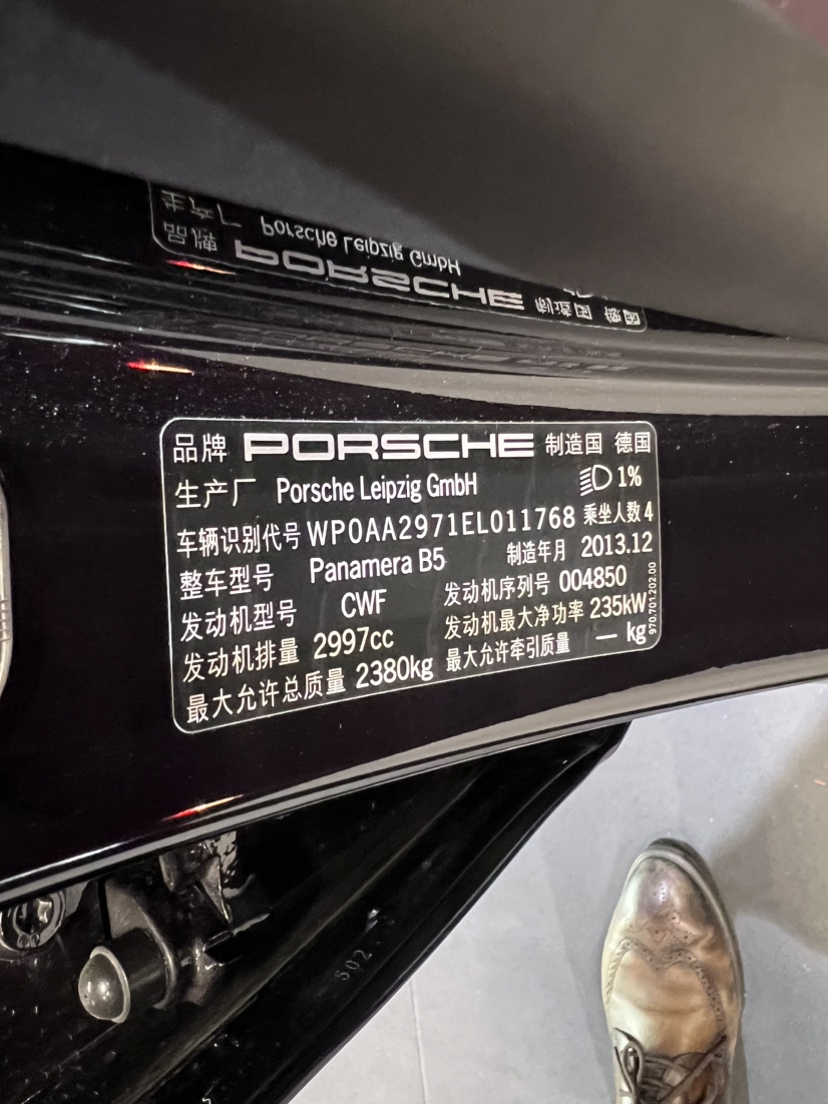 品牌 PORSCHE 制造国 德国
生产厂 Porsche Leipzig GmbH 1%
车辆识别代号 WP0AA2971EL011768 乘坐人数 4
整车型号 Panamera B5 制造年月 2013.12
发动机型号 CWF 发动机序列号 004850
发动机排量 2997cc 发动机最大净功率 235kW
最大允许总质量 2380kg 最大允许牵引质量 — kg
970.701.202.00
502